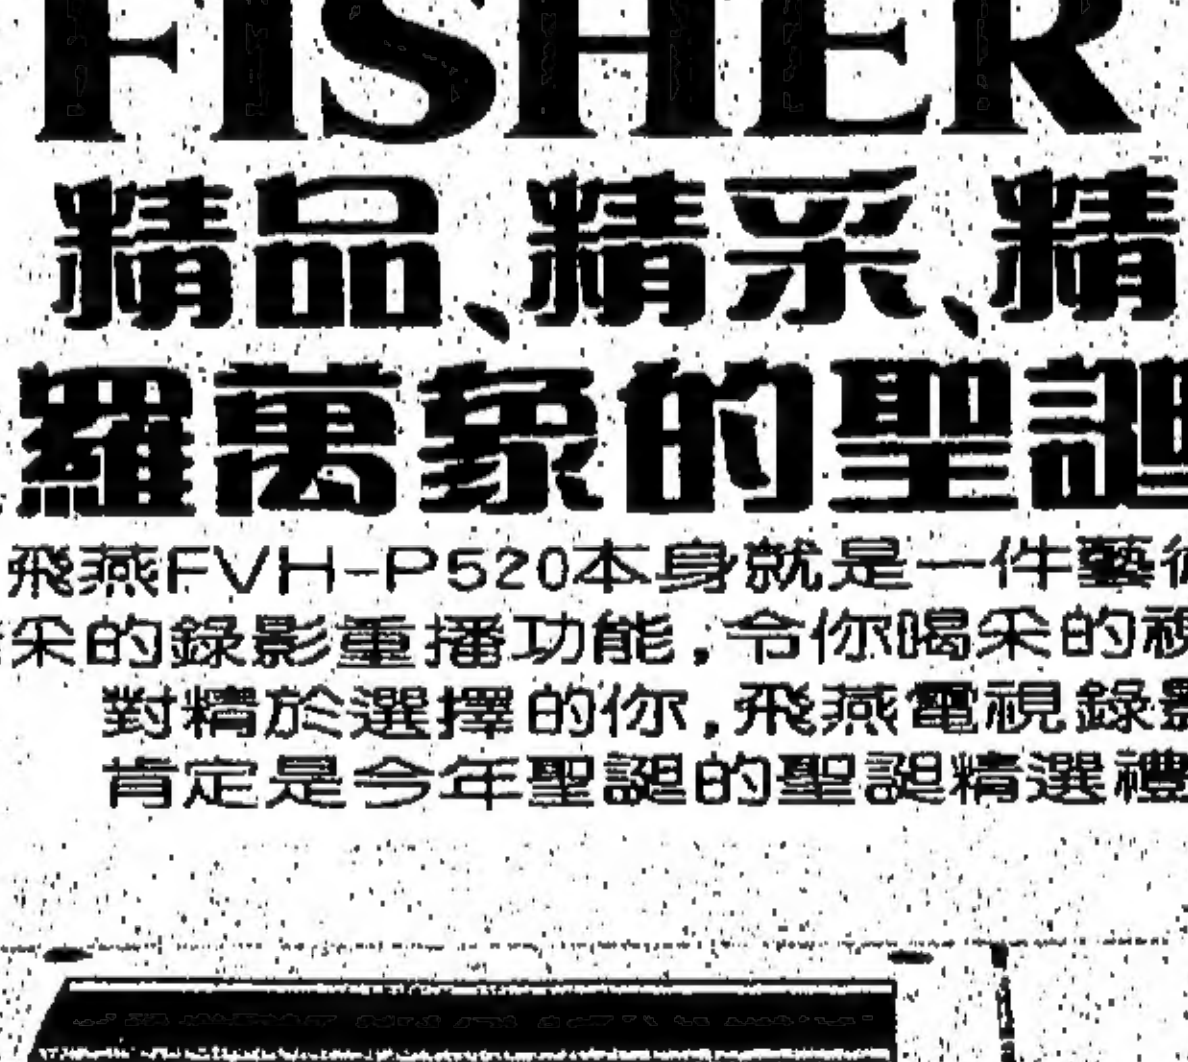 FISHER
精品、精采、精
羅萬象的聖誕
飛燕FVH-P520本身就是一件藝術
采的錄影重播功能，令你喝采的視
對精於選擇的你，飛燕電視錄影
肯定是今年聖誕的聖誕精選禮